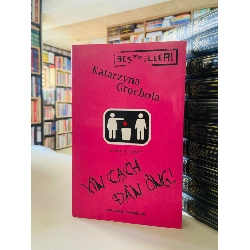 BESTSELLER!
Katarzyna
Grochola
XIN CẠCH
ĐÀN ÔNG!